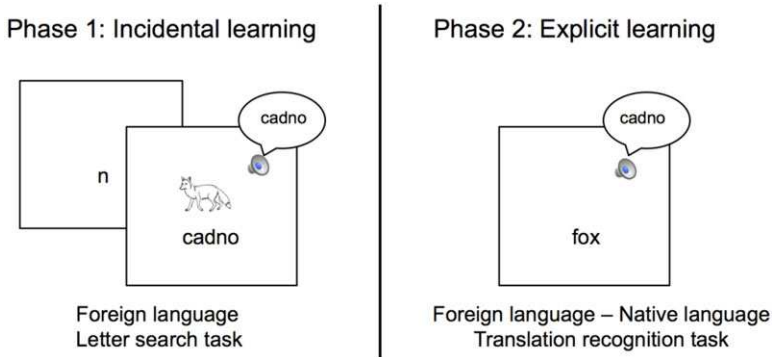 Phase 1: Incidental learning
n
cadno
cadno
Foreign language
Letter search task
Phase 2: Explicit learning
cadno
fox
Foreign language – Native language
Translation recognition task